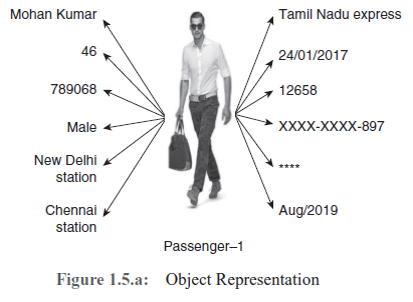 Mohan Kumar
46
789068
Male
New Delhi
station
Chennai
station
Tamil Nadu express
24/01/2017
12658
XXXX-XXXX-897
****
Aug/2019
Passenger–1
Figure 1.5.a: Object Representation